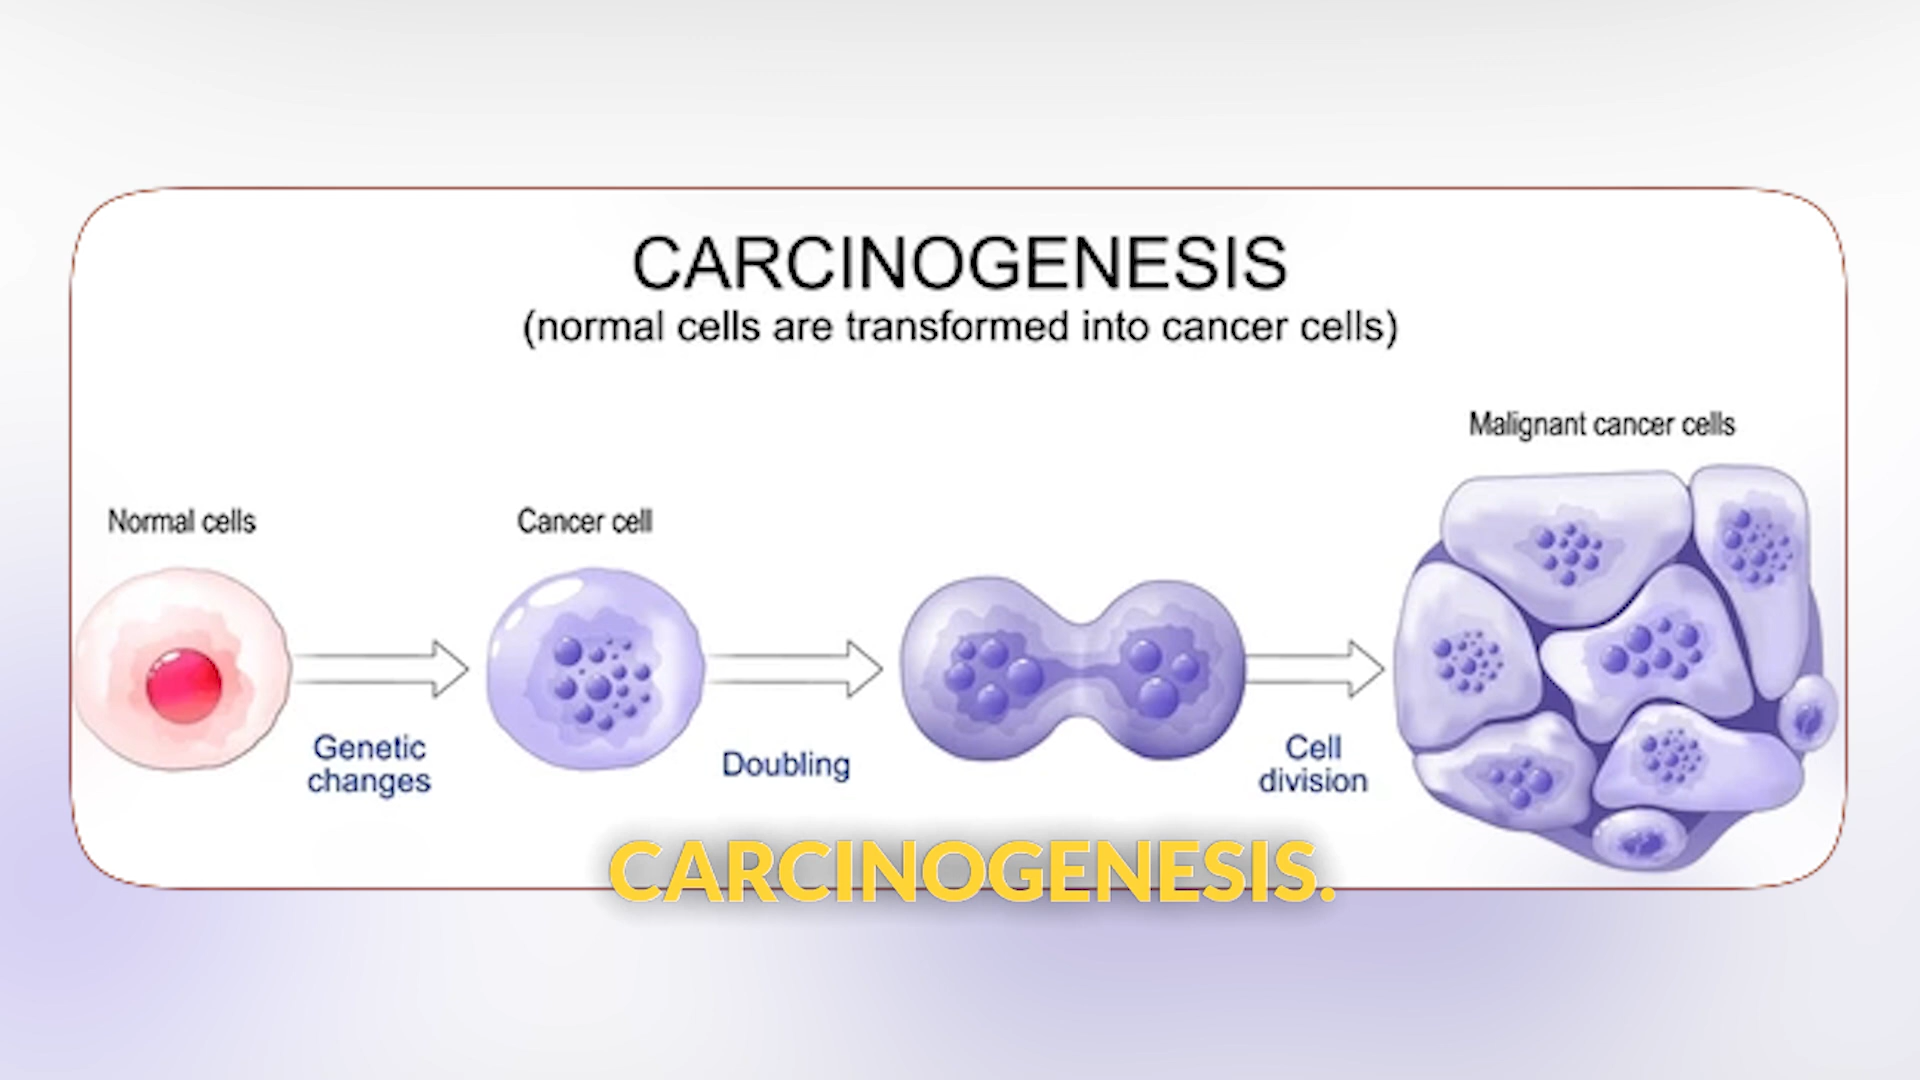 CARCINOGENESIS
(normal cells are transformed into cancer cells)
Malignant cancer cells
Normal cells
Cancer cell
Genetic
changes
Doubling
Cell
division
CARCINOGENESIS.